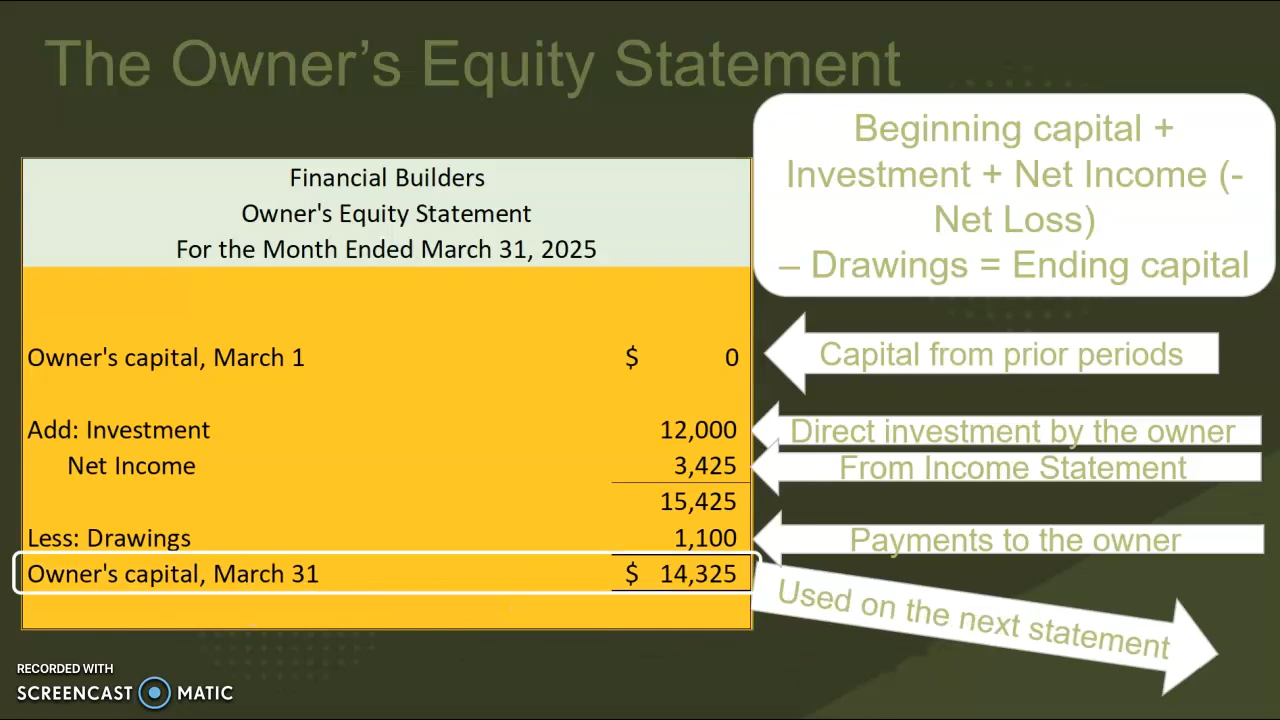 The Owner's Equity Statement
Beginning capital +
Investment + Net Income (-
Net Loss)
– Drawings = Ending capital
Financial Builders
Owner's Equity Statement
For the Month Ended March 31, 2025
Owner's capital, March 1 $ 0
Capital from prior periods
Add: Investment 12,000
Direct investment by the owner
Net Income 3,425
From Income Statement
15,425
Less: Drawings 1,100
Payments to the owner
Owner's capital, March 31 $ 14,325
Used on the next statement
RECORDED WITH
SCREENCAST MATIC